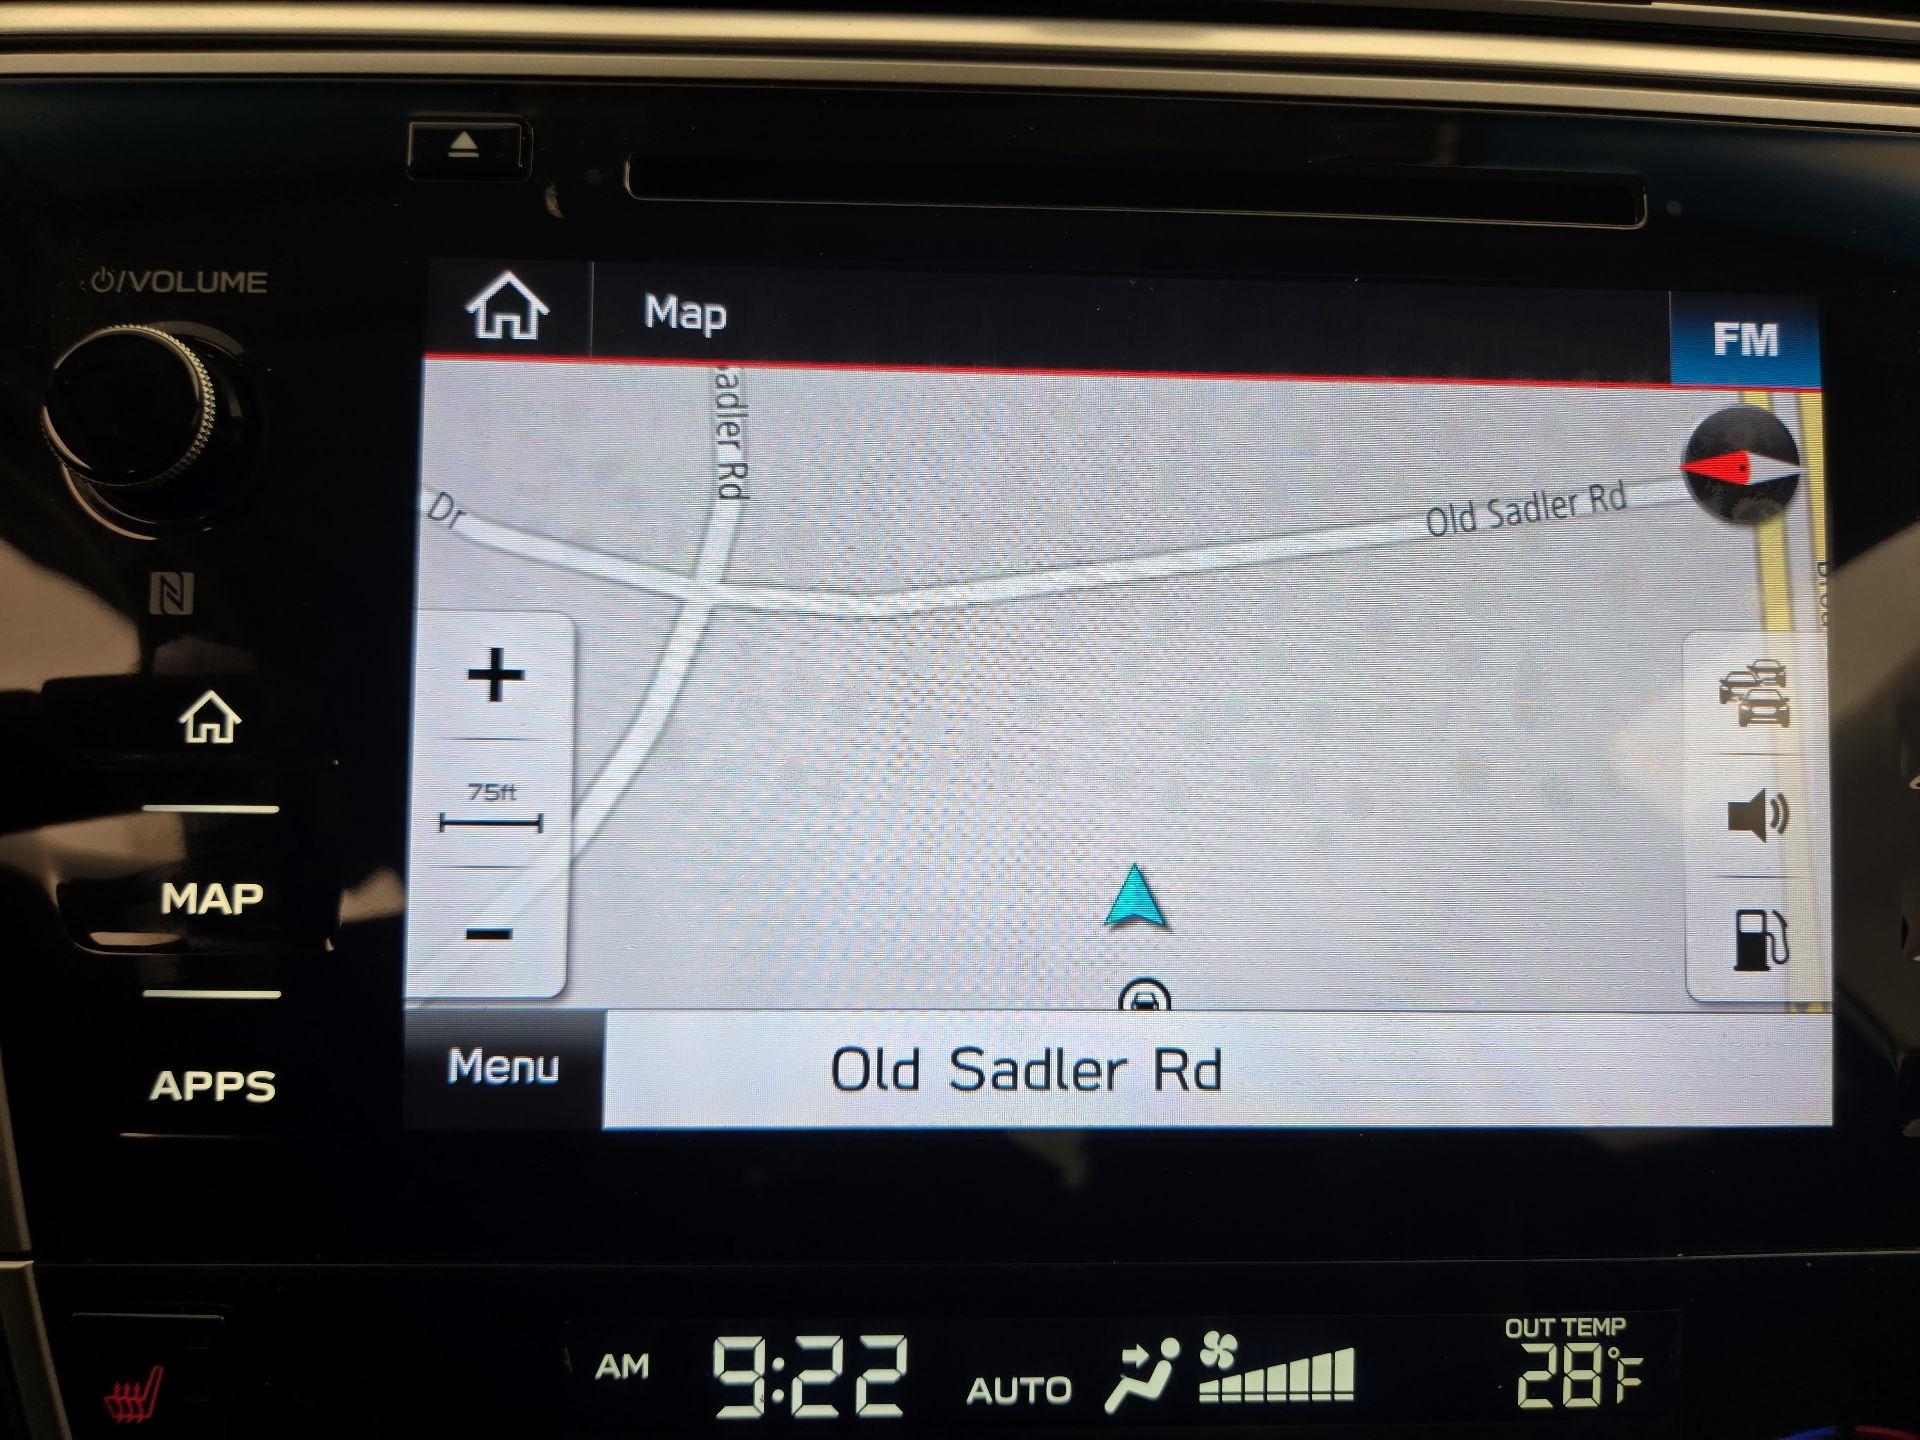 /VOLUME
Map
FM
adler Rd
Dr
Old Sadler Rd
75ft
MAP
Menu
Old Sadler Rd
APPS
AM 9:22
AUTO
OUT TEMP
28°F